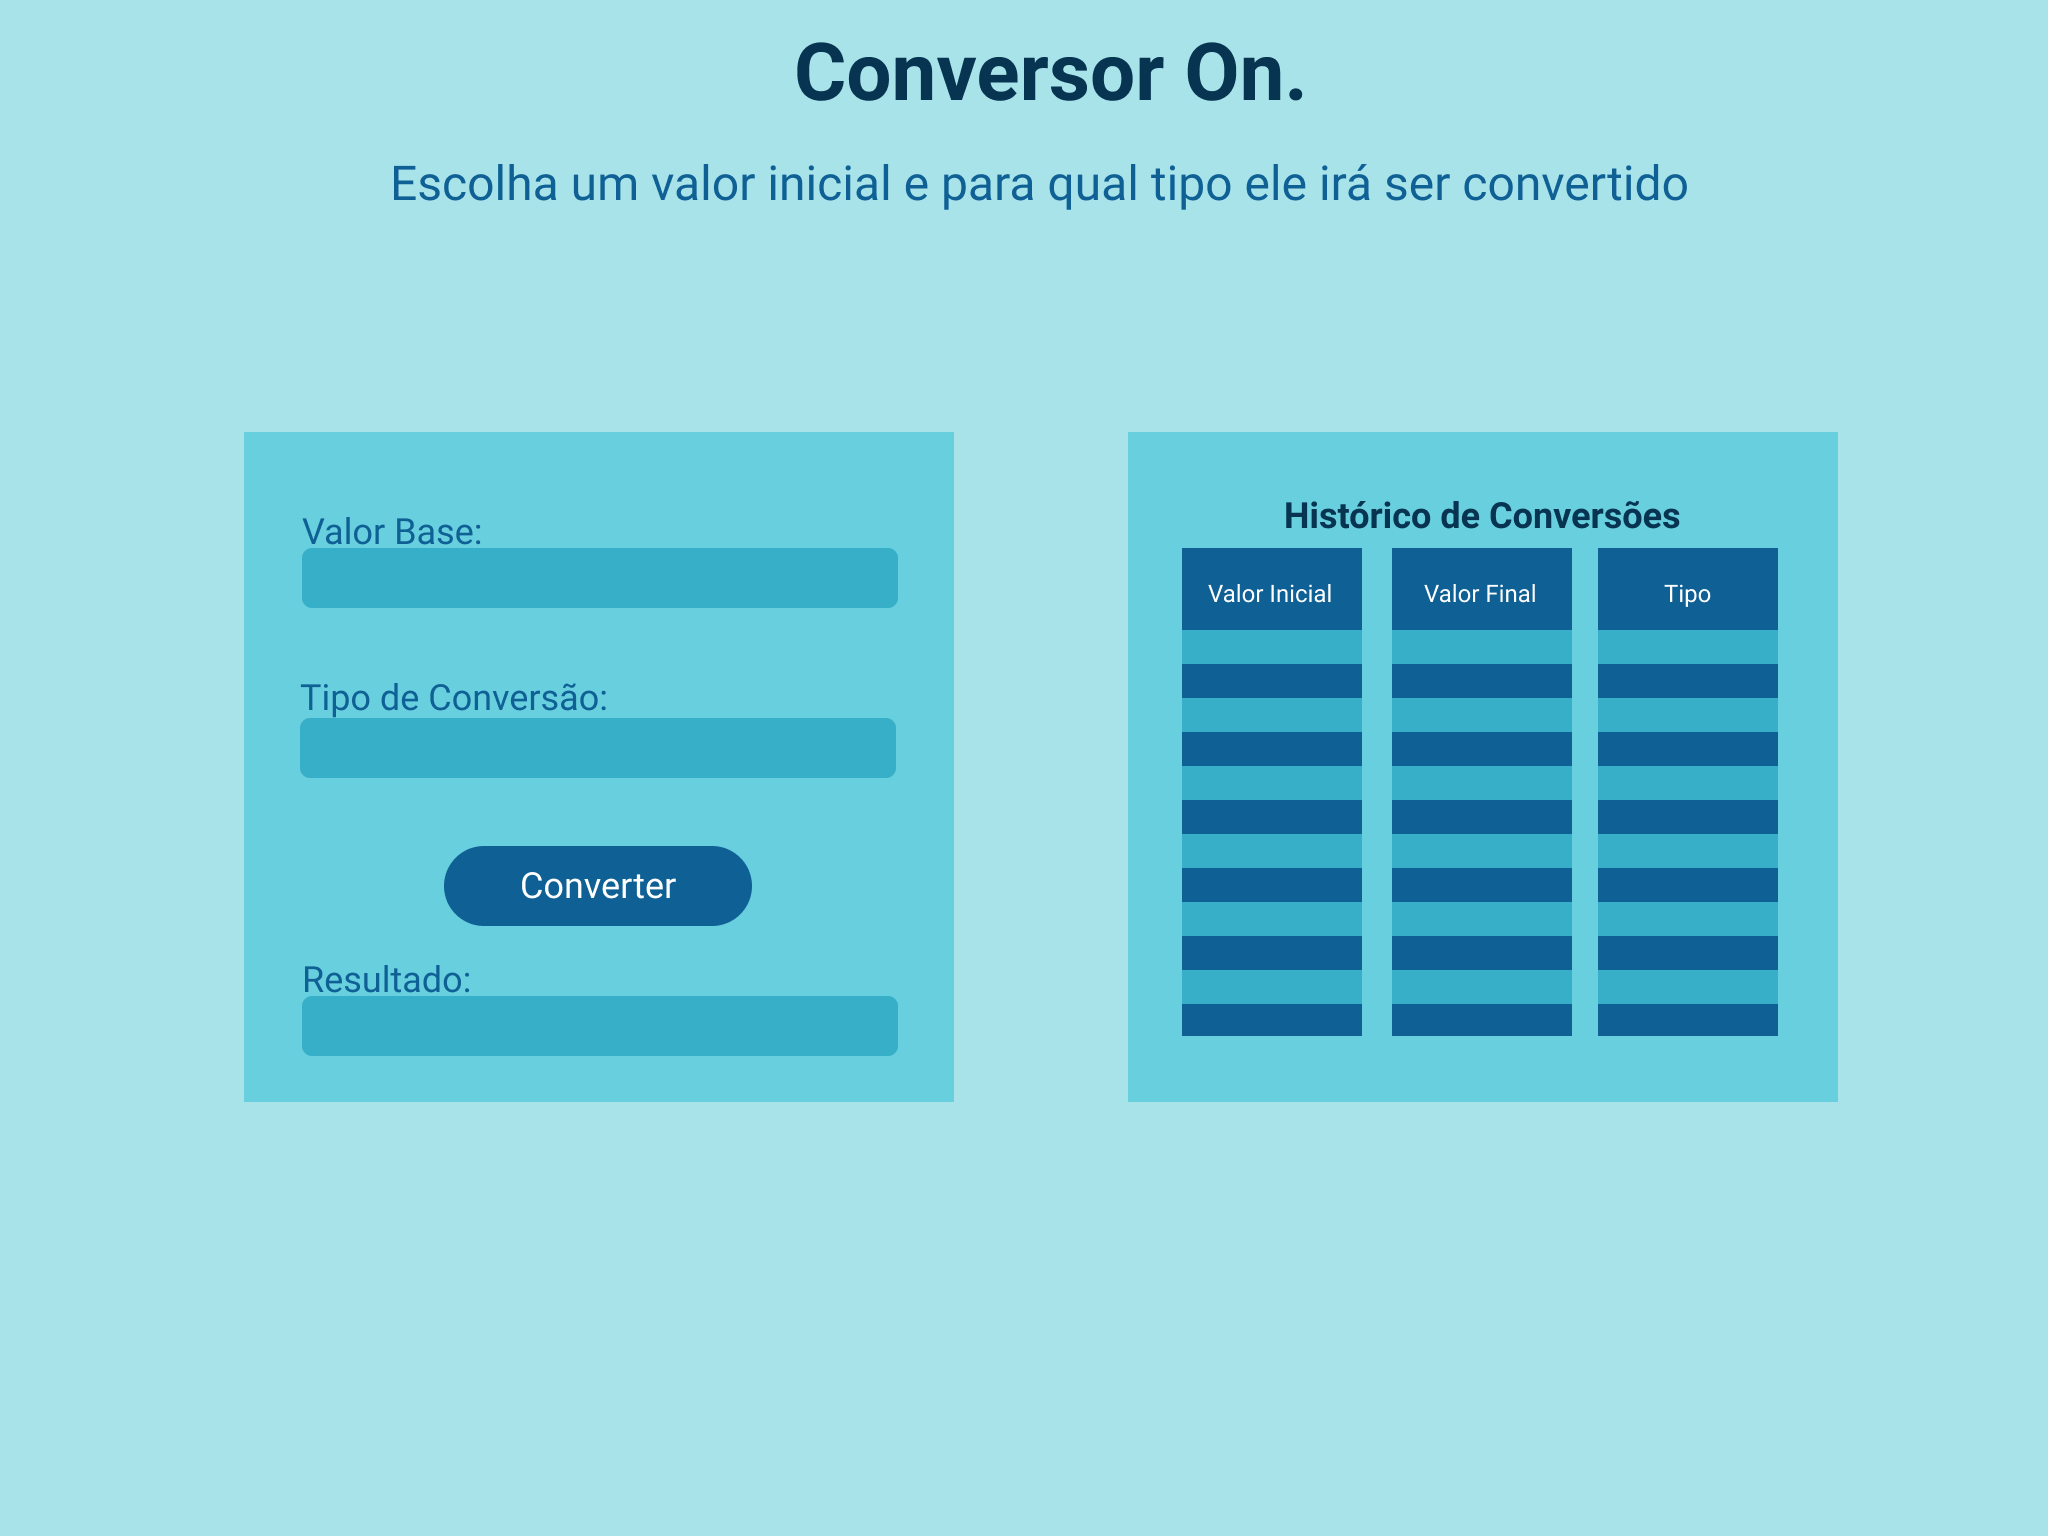 Conversor On.
Escolha um valor inicial e para qual tipo ele irá ser convertido
Valor Base:
Tipo de Conversão:
Converter
Resultado:
Histórico de Conversões
Valor Inicial
Valor Final
Tipo